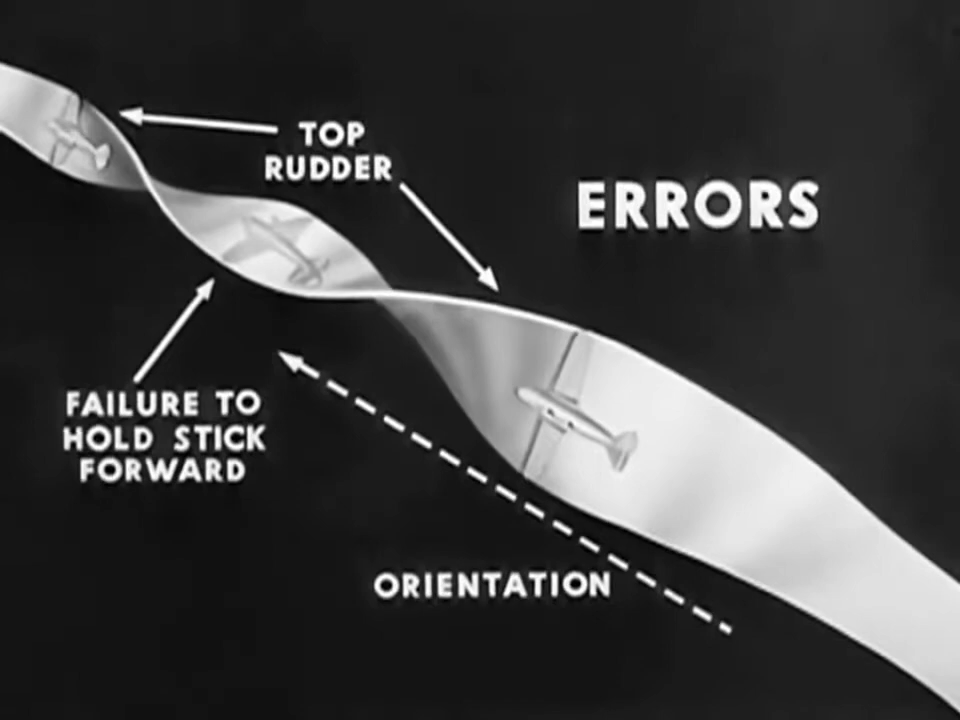 TOP
RUDDER
ERRORS
FAILURE TO
HOLD STICK
FORWARD
ORIENTATION